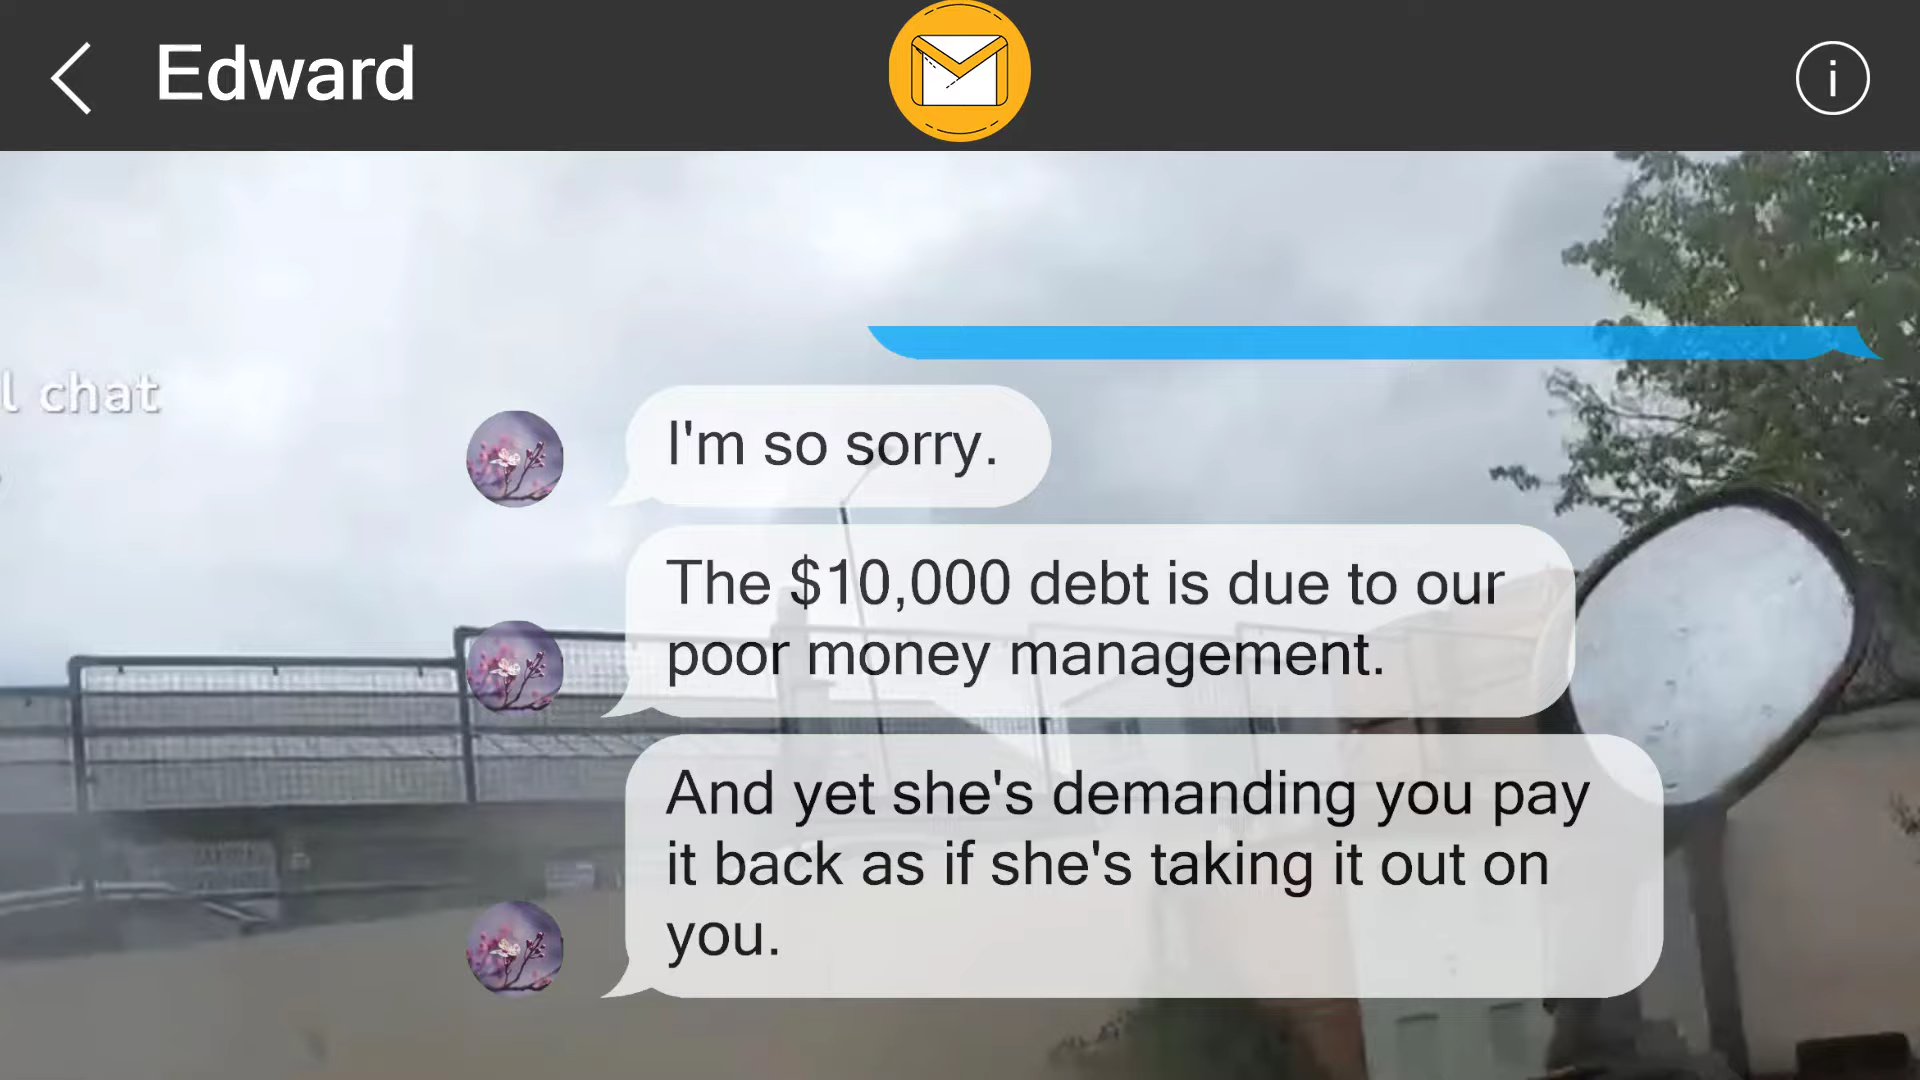 Edward
l chat
I'm so sorry.
The $10,000 debt is due to our
poor money management.
And yet she's demanding you pay
it back as if she's taking it out on
you.